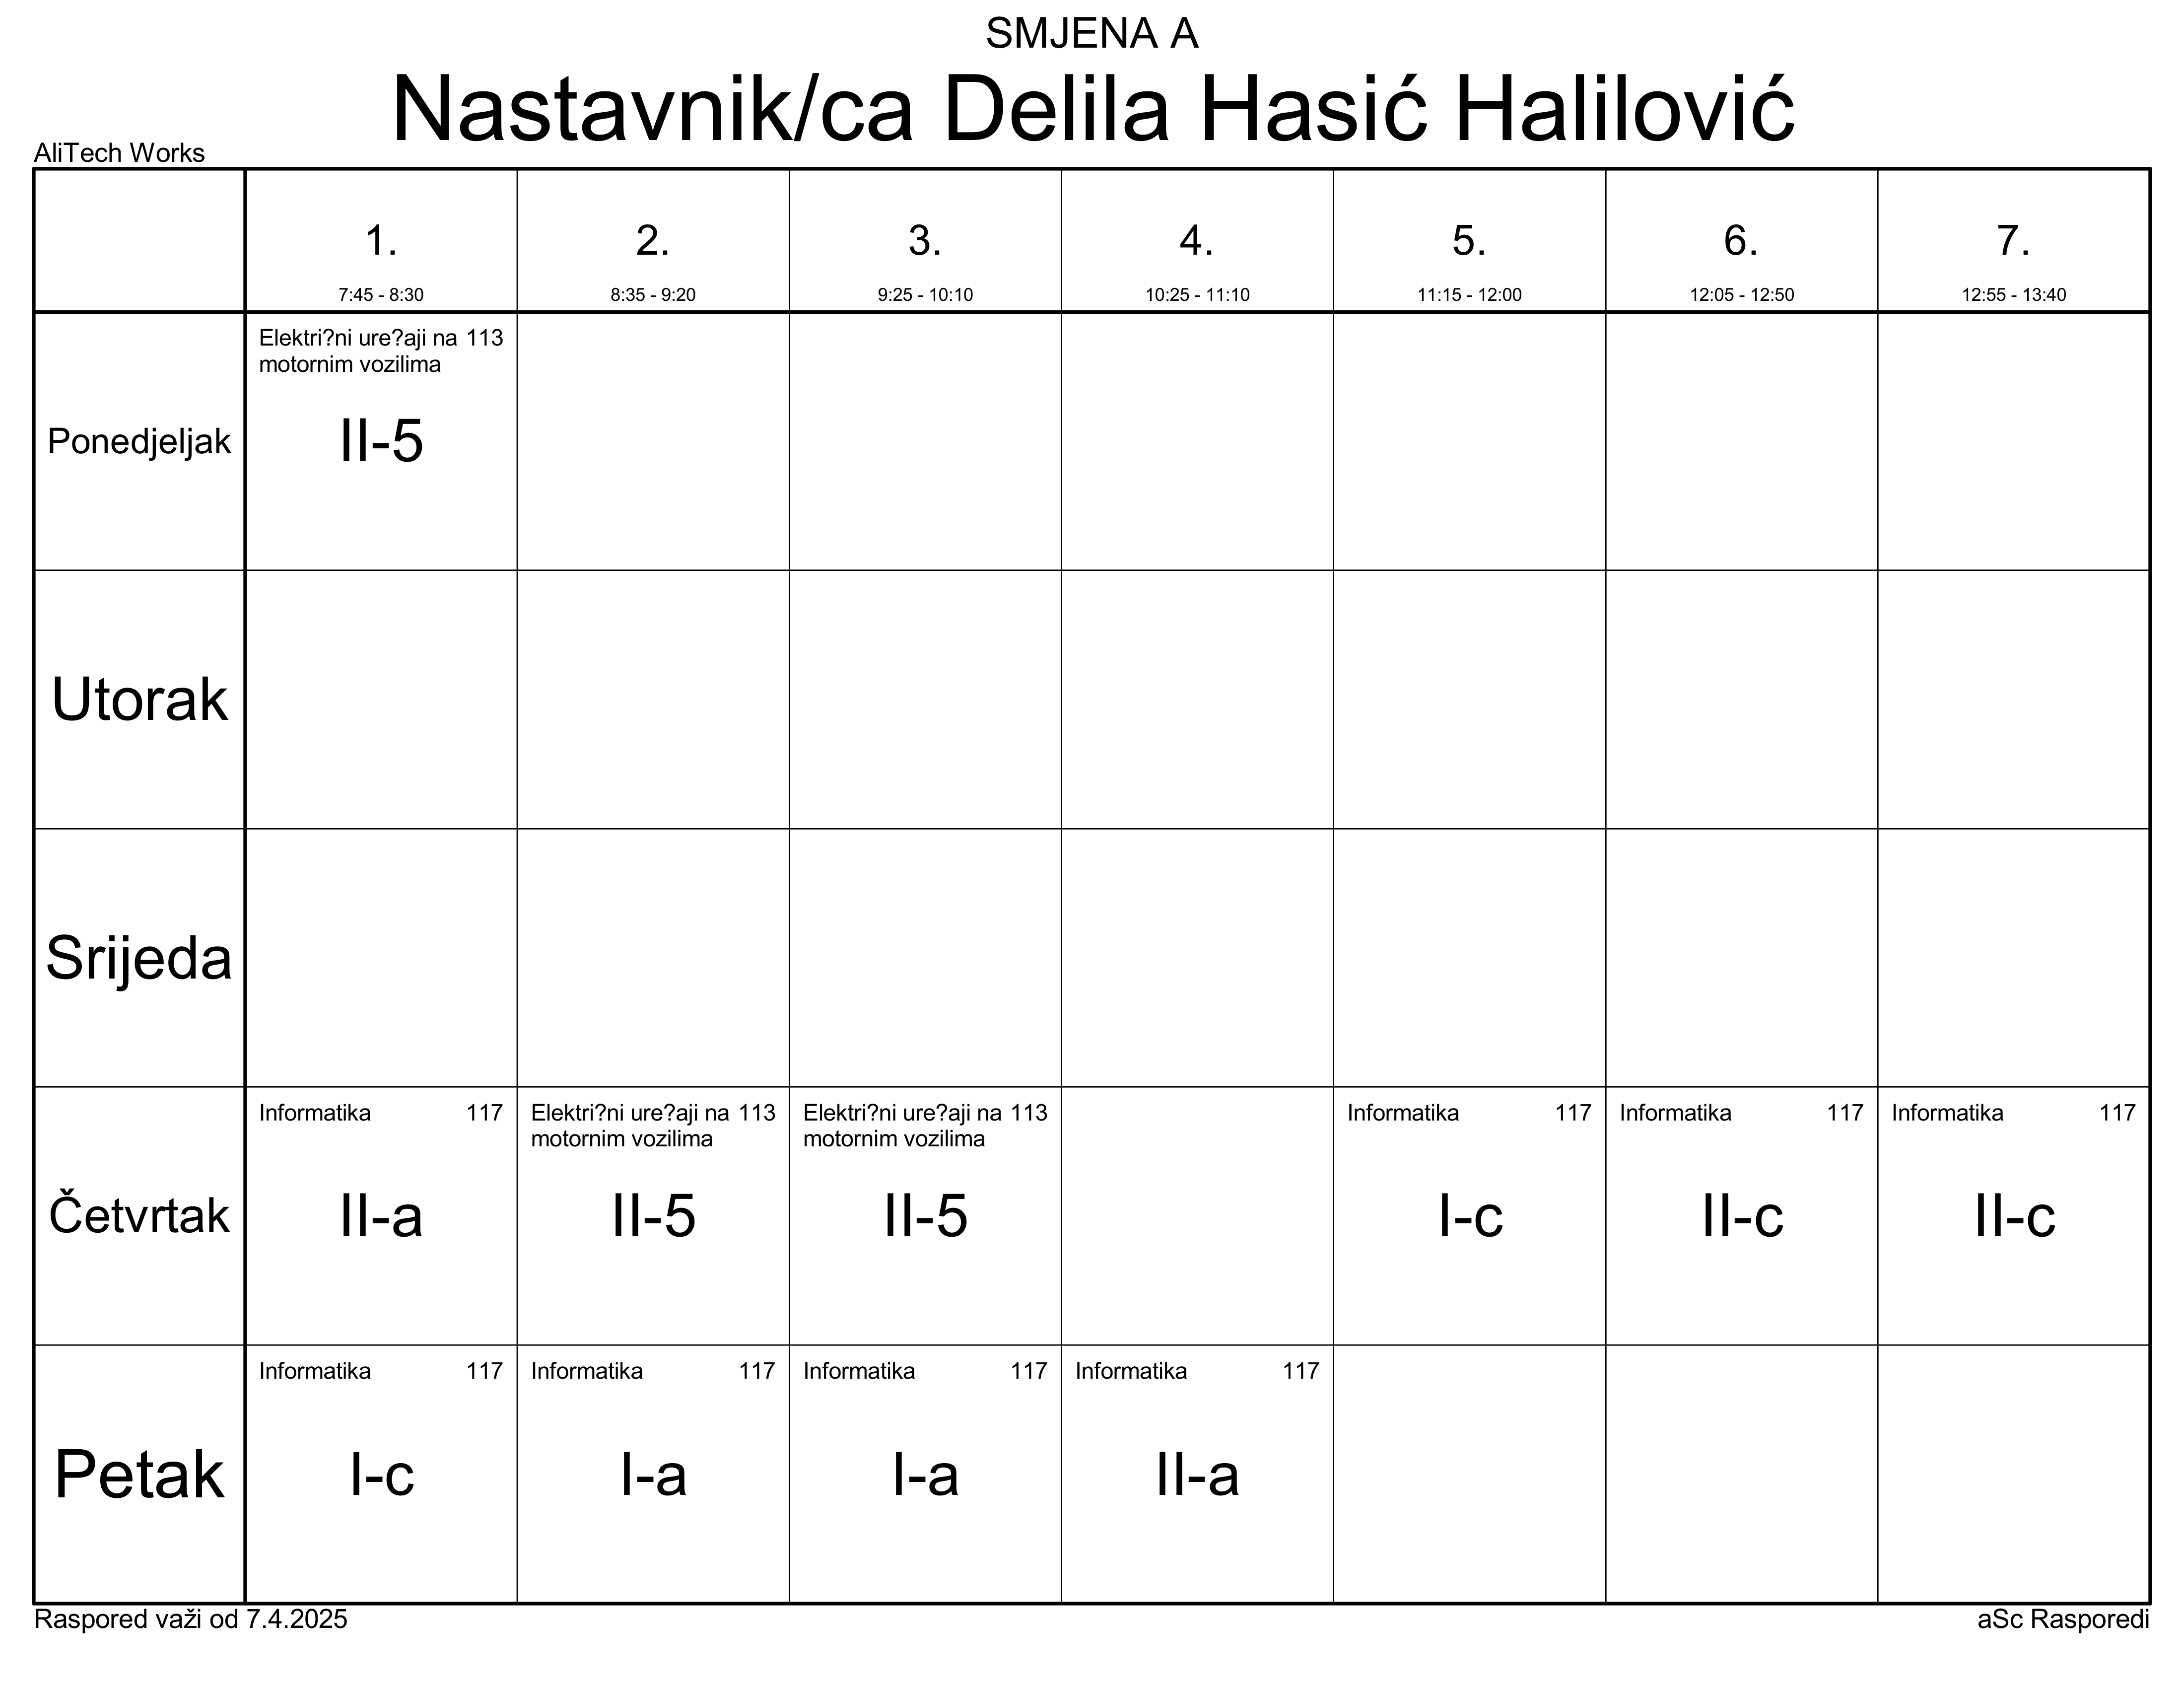 SMJENA A
Nastavnik/ca Delila Hasić Halilović
AliTech Works
1. 2. 3. 4. 5. 6. 7.
7:45 - 8:30 8:35 - 9:20 9:25 - 10:10 10:25 - 11:10 11:15 - 12:00 12:05 - 12:50 12:55 - 13:40
Elektri?ni ure?aji na 113
motornim vozilima
Ponedjeljak II-5
Utorak
Srijeda
Informatika 117 Elektri?ni ure?aji na 113 Elektri?ni ure?aji na 113 Informatika 117 Informatika 117 Informatika 117
motornim vozilima motornim vozilima
Četvrtak II-a II-5 II-5 I-c II-c II-c
Informatika 117 Informatika 117 Informatika 117 Informatika 117
Petak I-c I-a I-a II-a
Raspored važi od 7.4.2025 aSc Rasporedi